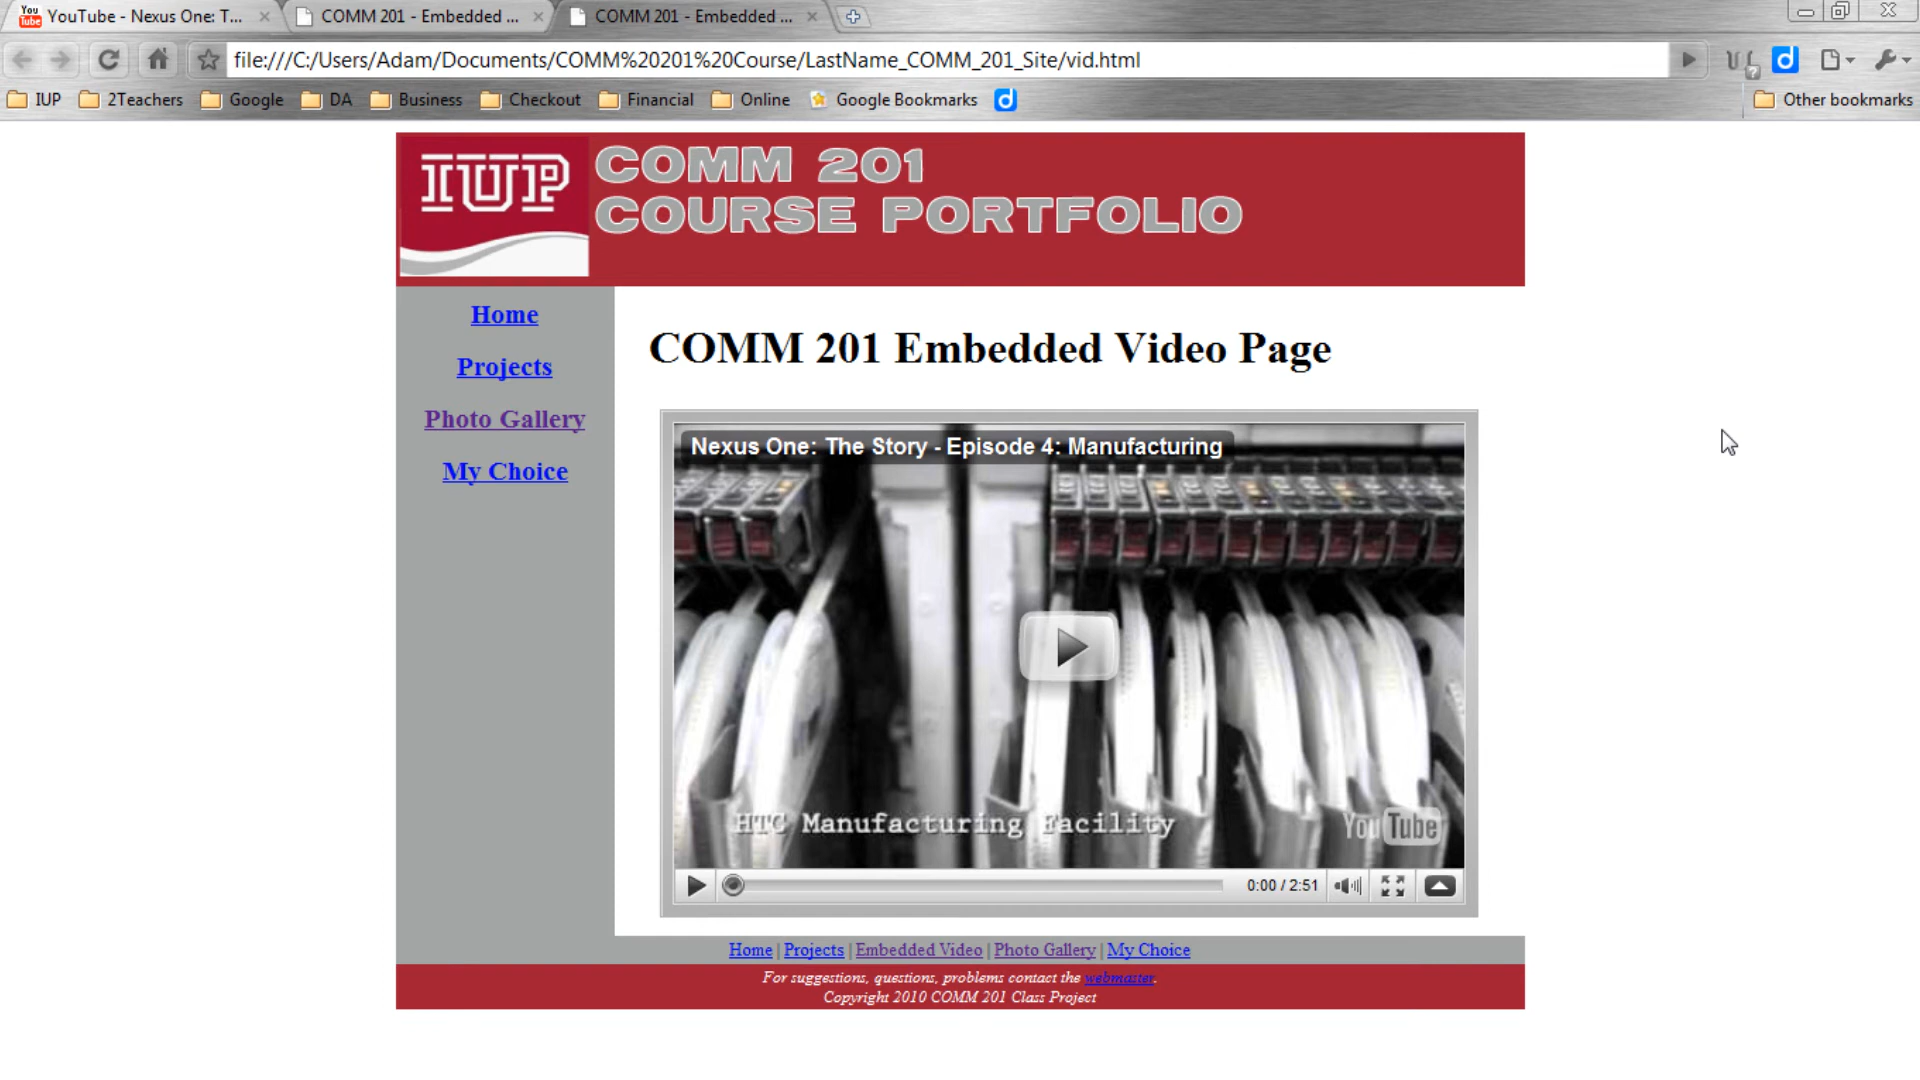 YouTube - Nexus One: T...
COMM 201 - Embedded ...
COMM 201 - Embedded ...
file:///C:/Users/Adam/Documents/COMM%20201%20Course/LastName_COMM_201_Site/vid.html
IUP
2Teachers
Google
DA
Business
Checkout
Financial
Online
Google Bookmarks
d
Other bookmarks
IUP
COMM 201
COURSE PORTFOLIO
Home
Projects
Photo Gallery
My Choice
COMM 201 Embedded Video Page
Nexus One: The Story - Episode 4: Manufacturing
HTC Manufacturing Facility
YouTube
0:00 / 2:51
Home | Projects | Embedded Video | Photo Gallery | My Choice
For suggestions, questions, problems contact the webmaster.
Copyright 2010 COMM 201 Class Project